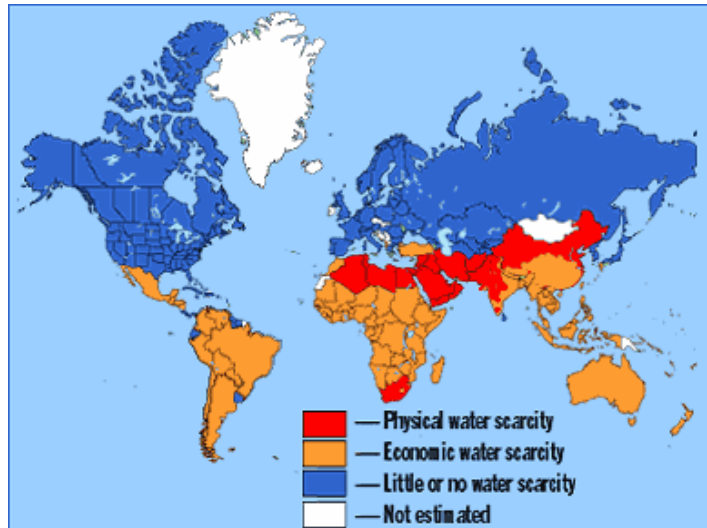 — Physical water scarcity
— Economic water scarcity
— Little or no water scarcity
— Not estimated